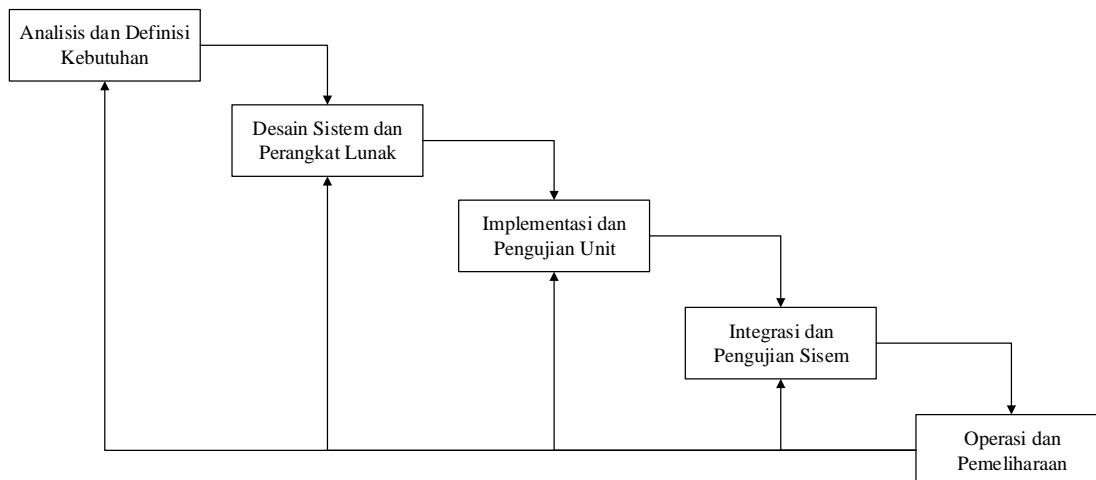 Analisis dan Definisi
Kebutuhan
Desain Sistem dan
Perangkat Lunak
Implementasi dan
Pengujian Unit
Integrasi dan
Pengujian Sisem
Operasi dan
Pemeliharaan